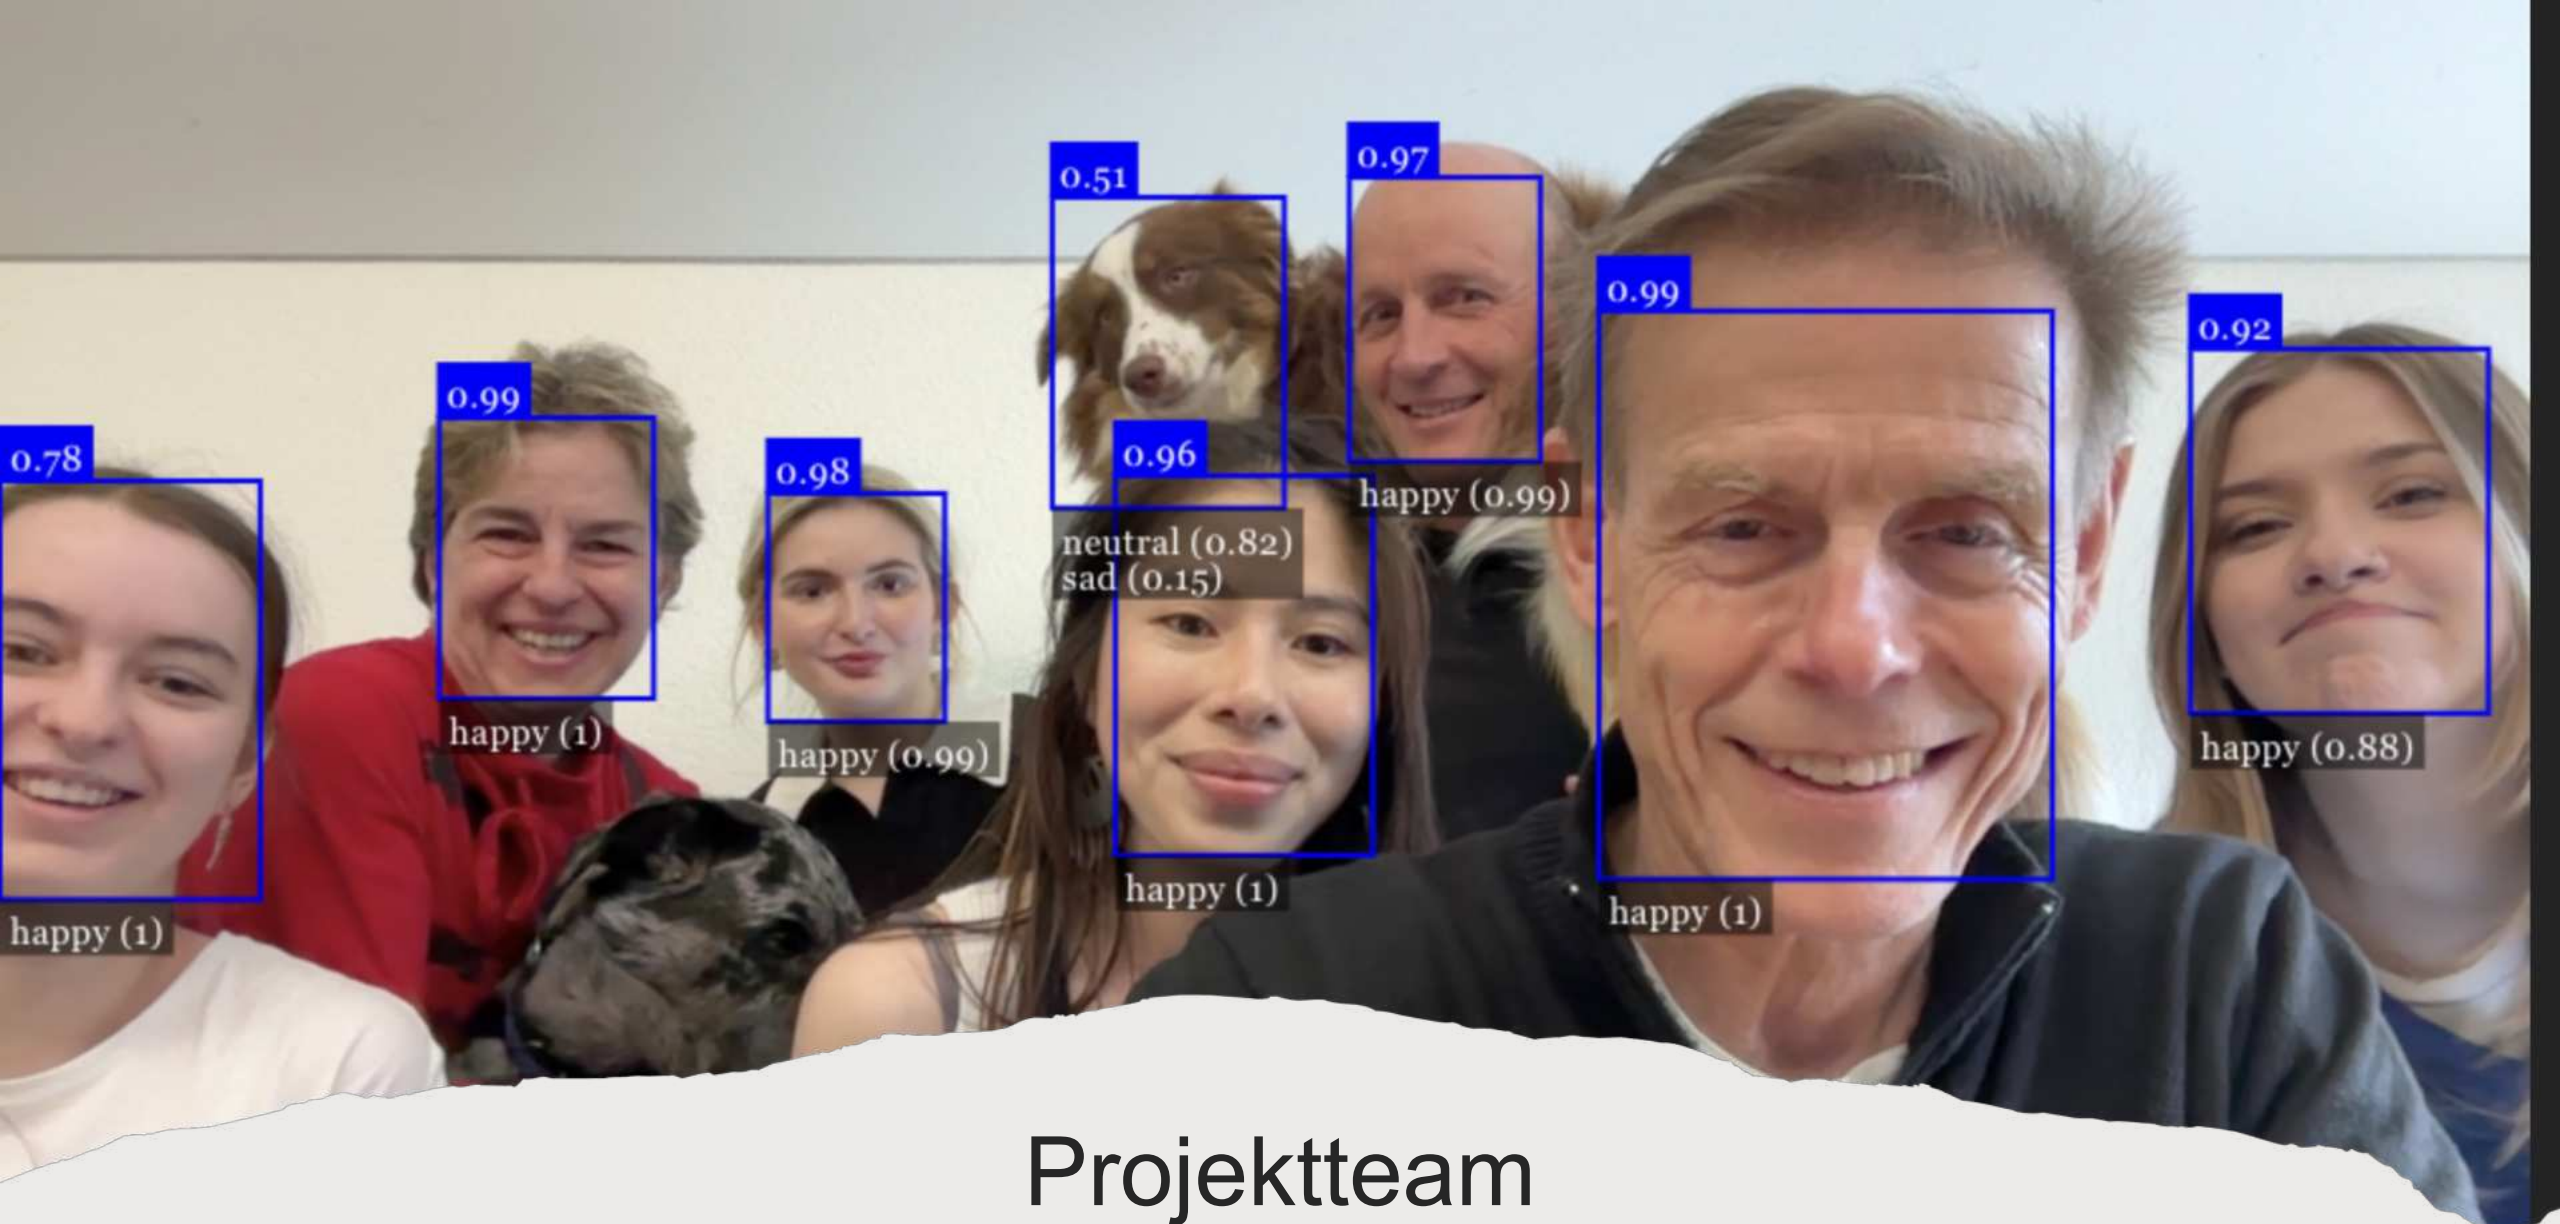 0.51
0.97
0.99
0.92
0.99
0.78
0.98
0.96
happy (0.99)
neutral (0.82)
sad (0.15)
happy (1)
happy (0.99)
happy (0.88)
happy (1)
happy (1)
happy (1)
Projektteam